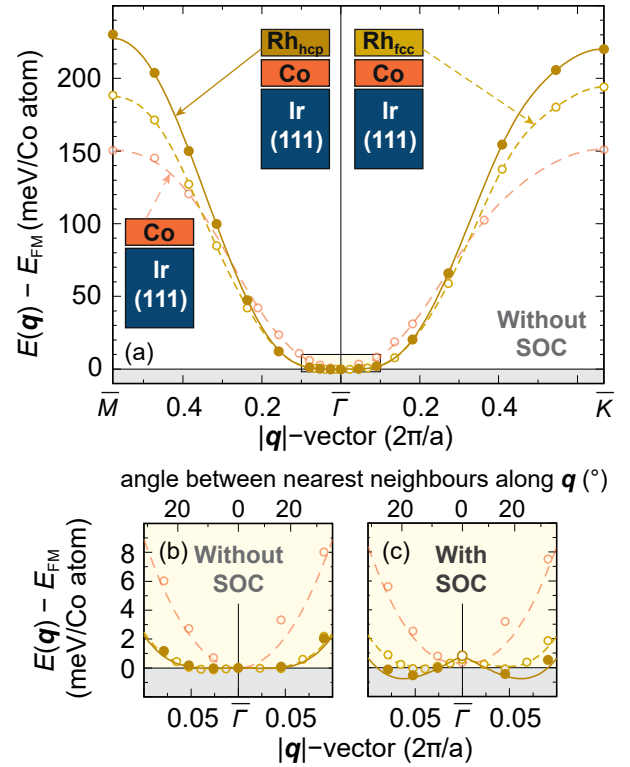 E(q) − E_FM (meV/Co atom)
200
150
100
50
0
Rh_hcp
Co
Ir
(111)
Rh_fcc
Co
Ir
(111)
Co
Ir
(111)
Without
SOC
(a)
M̅ 0.4 0.2 Γ̅ 0.2 0.4 K̅
|q|−vector (2π/a)
angle between nearest neighbours along q (°)
20 0 20 20 0 20
E(q) − E_FM
(meV/Co atom)
8
6
4
2
0
(b) Without
SOC
(c) With
SOC
0.05 Γ̅ 0.05 0.05 Γ̅ 0.05
|q|−vector (2π/a)